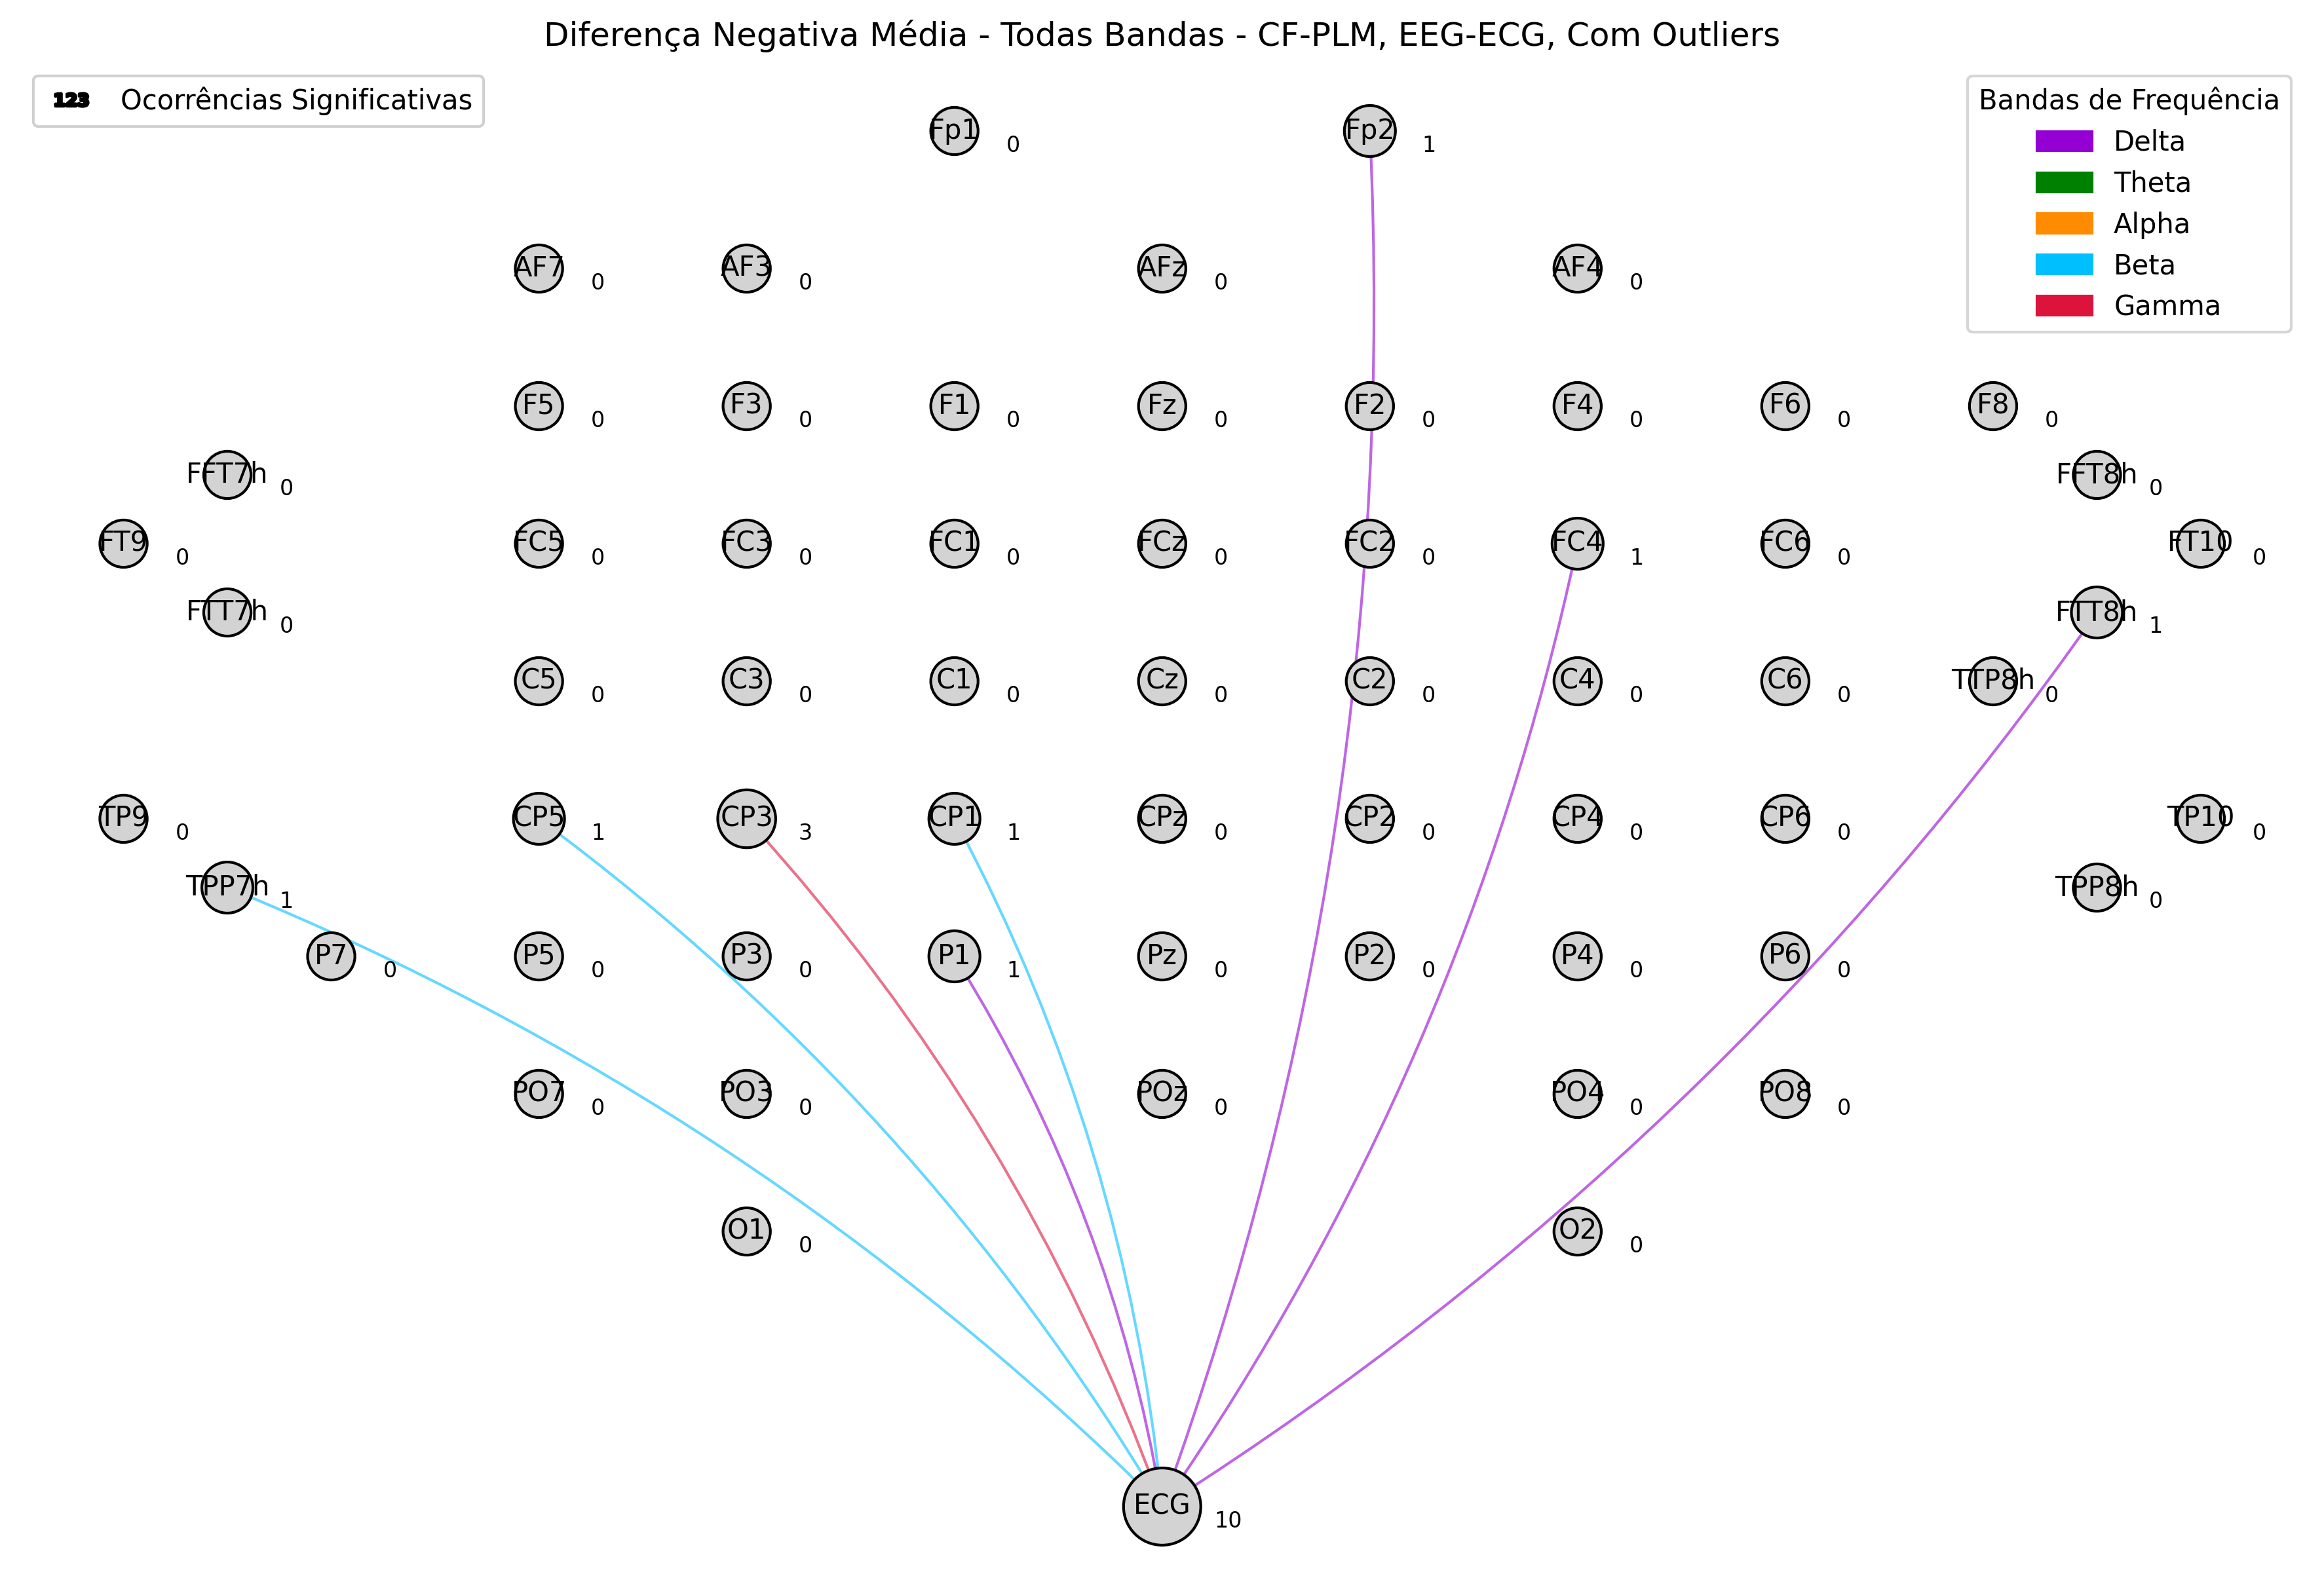 Diferença Negativa Média - Todas Bandas - CF-PLM, EEG-ECG, Com Outliers
123 Ocorrências Significativas
Bandas de Frequência
Delta
Theta
Alpha
Beta
Gamma
Fp1 0 Fp2 1
AF7 0 AF3 0 AFz 0 AF4 0
F5 0 F3 0 F1 0 Fz 0 F2 0 F4 0 F6 0 F8 0
FFT7h 0 FFT8h 0
FT9 0 FC5 0 FC3 0 FC1 0 FCz 0 FC2 0 FC4 1 FC6 0 FT10 0
FTT7h 0 FTT8h 1
C5 0 C3 0 C1 0 Cz 0 C2 0 C4 0 C6 0 TTP8h 0
TP9 0 CP5 1 CP3 3 CP1 1 CPz 0 CP2 0 CP4 0 CP6 0 TP10 0
TPP7h 1 TPP8h 0
P7 0 P5 0 P3 0 P1 1 Pz 0 P2 0 P4 0 P6 0
PO7 0 PO3 0 POz 0 PO4 0 PO8 0
O1 0 O2 0
ECG 10